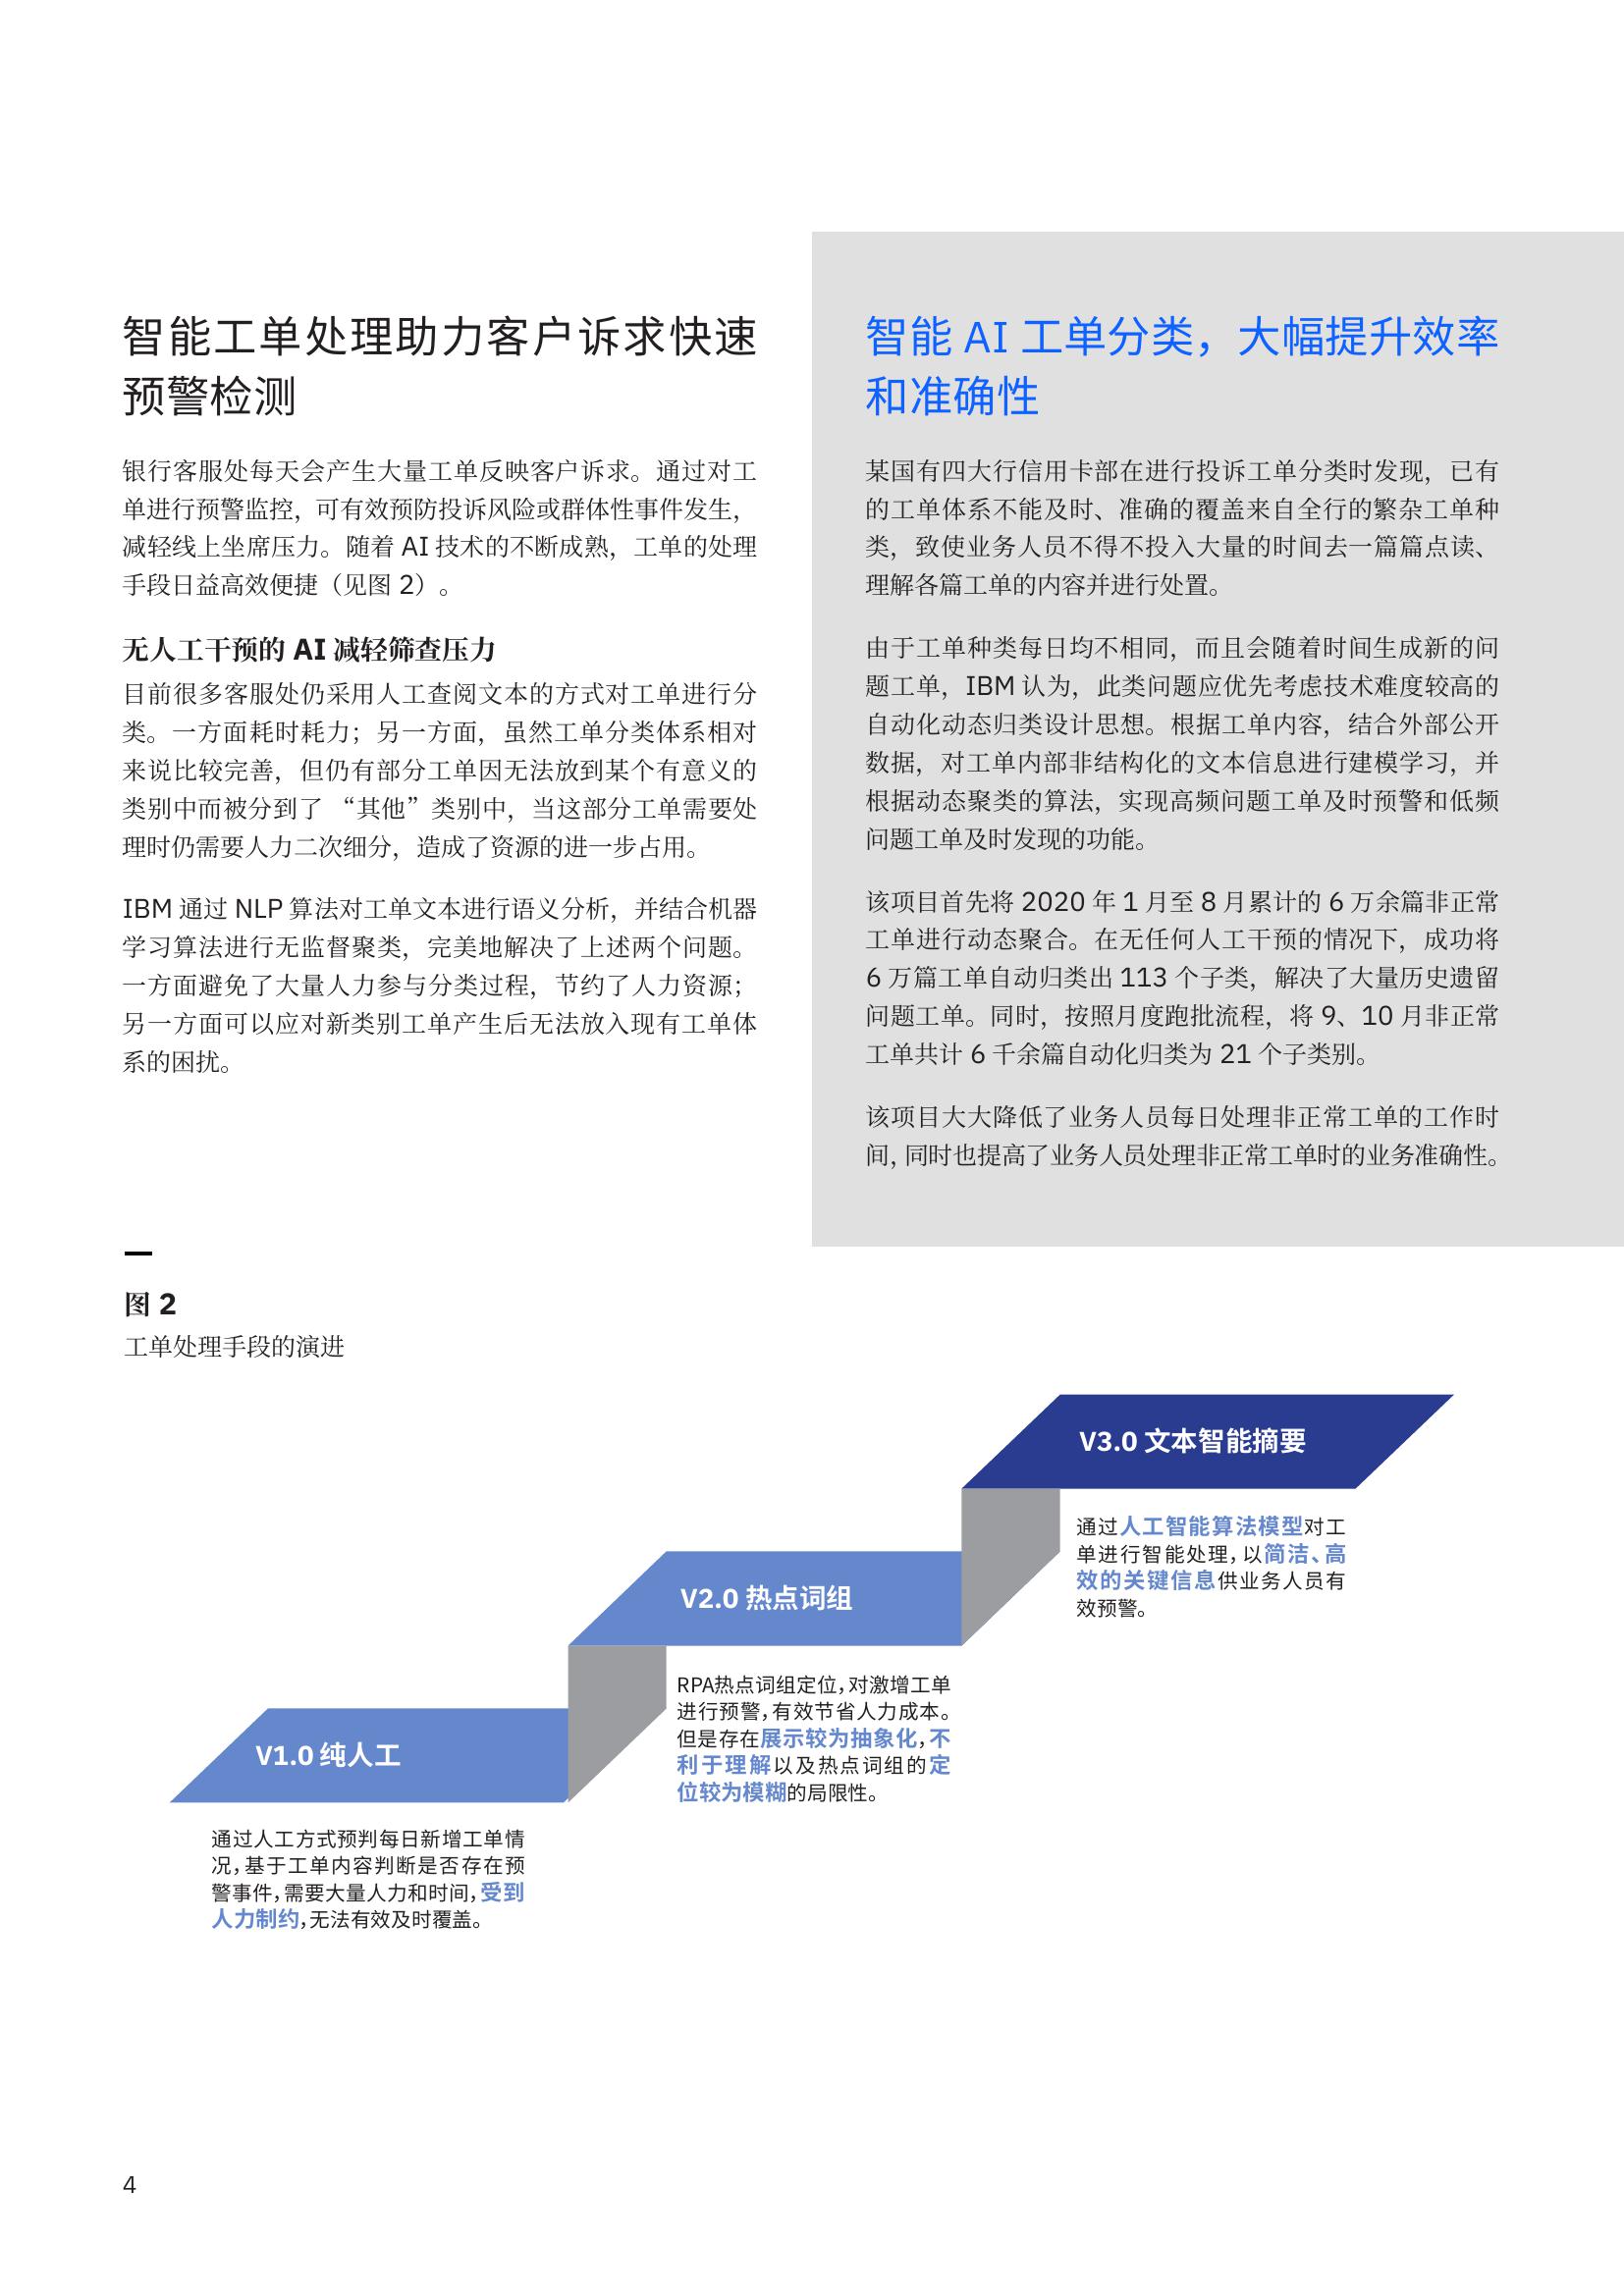 智能工单处理助力客户诉求快速
预警检测
银行客服处每天会产生大量工单反映客户诉求。通过对工
单进行预警监控，可有效预防投诉风险或群体性事件发生，
减轻线上坐席压力。随着 AI 技术的不断成熟，工单的处理
手段日益高效便捷（见图 2）。
无人工干预的 AI 减轻筛查压力
目前很多客服处仍采用人工查阅文本的方式对工单进行分
类。一方面耗时耗力；另一方面，虽然工单分类体系相对
来说比较完善，但仍有部分工单因无法放到某个有意义的
类别中而被分到了 “其他”类别中，当这部分工单需要处
理时仍需要人力二次细分，造成了资源的进一步占用。
IBM 通过 NLP 算法对工单文本进行语义分析，并结合机器
学习算法进行无监督聚类，完美地解决了上述两个问题。
一方面避免了大量人力参与分类过程，节约了人力资源；
另一方面可以应对新类别工单产生后无法放入现有工单体
系的困扰。
智能 AI 工单分类，大幅提升效率
和准确性
某国有四大行信用卡部在进行投诉工单分类时发现，已有
的工单体系不能及时、准确的覆盖来自全行的繁杂工单种
类，致使业务人员不得不投入大量的时间去一篇篇点读、
理解各篇工单的内容并进行处置。
由于工单种类每日均不相同，而且会随着时间生成新的问
题工单，IBM 认为，此类问题应优先考虑技术难度较高的
自动化动态归类设计思想。根据工单内容，结合外部公开
数据，对工单内部非结构化的文本信息进行建模学习，并
根据动态聚类的算法，实现高频问题工单及时预警和低频
问题工单及时发现的功能。
该项目首先将 2020 年 1 月至 8 月累计的 6 万余篇非正常
工单进行动态聚合。在无任何人工干预的情况下，成功将
6 万篇工单自动归类出 113 个子类，解决了大量历史遗留
问题工单。同时，按照月度跑批流程，将 9、10 月非正常
工单共计 6 千余篇自动化归类为 21 个子类别。
该项目大大降低了业务人员每日处理非正常工单的工作时
间，同时也提高了业务人员处理非正常工单时的业务准确性。
图 2
工单处理手段的演进
V3.0 文本智能摘要
通过人工智能算法模型对工
单进行智能处理，以简洁、高
效的关键信息供业务人员有
效预警。
V2.0 热点词组
RPA热点词组定位，对激增工单
进行预警，有效节省人力成本。
但是存在展示较为抽象化，不
利于理解以及热点词组的定
位较为模糊的局限性。
V1.0 纯人工
通过人工方式预判每日新增工单情
况，基于工单内容判断是否存在预
警事件，需要大量人力和时间，受到
人力制约，无法有效及时覆盖。
4